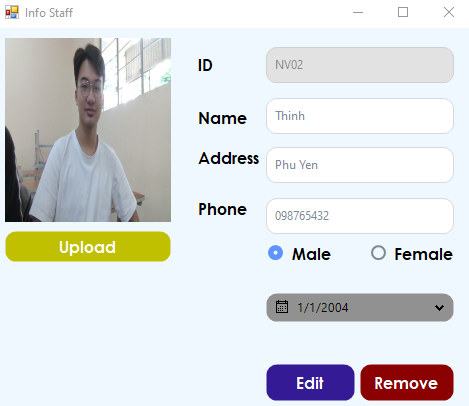 Info Staff
ID
NV02
Name
Thinh
Address
Phu Yen
Phone
098765432
Male
Female
Upload
1/1/2004
Edit
Remove